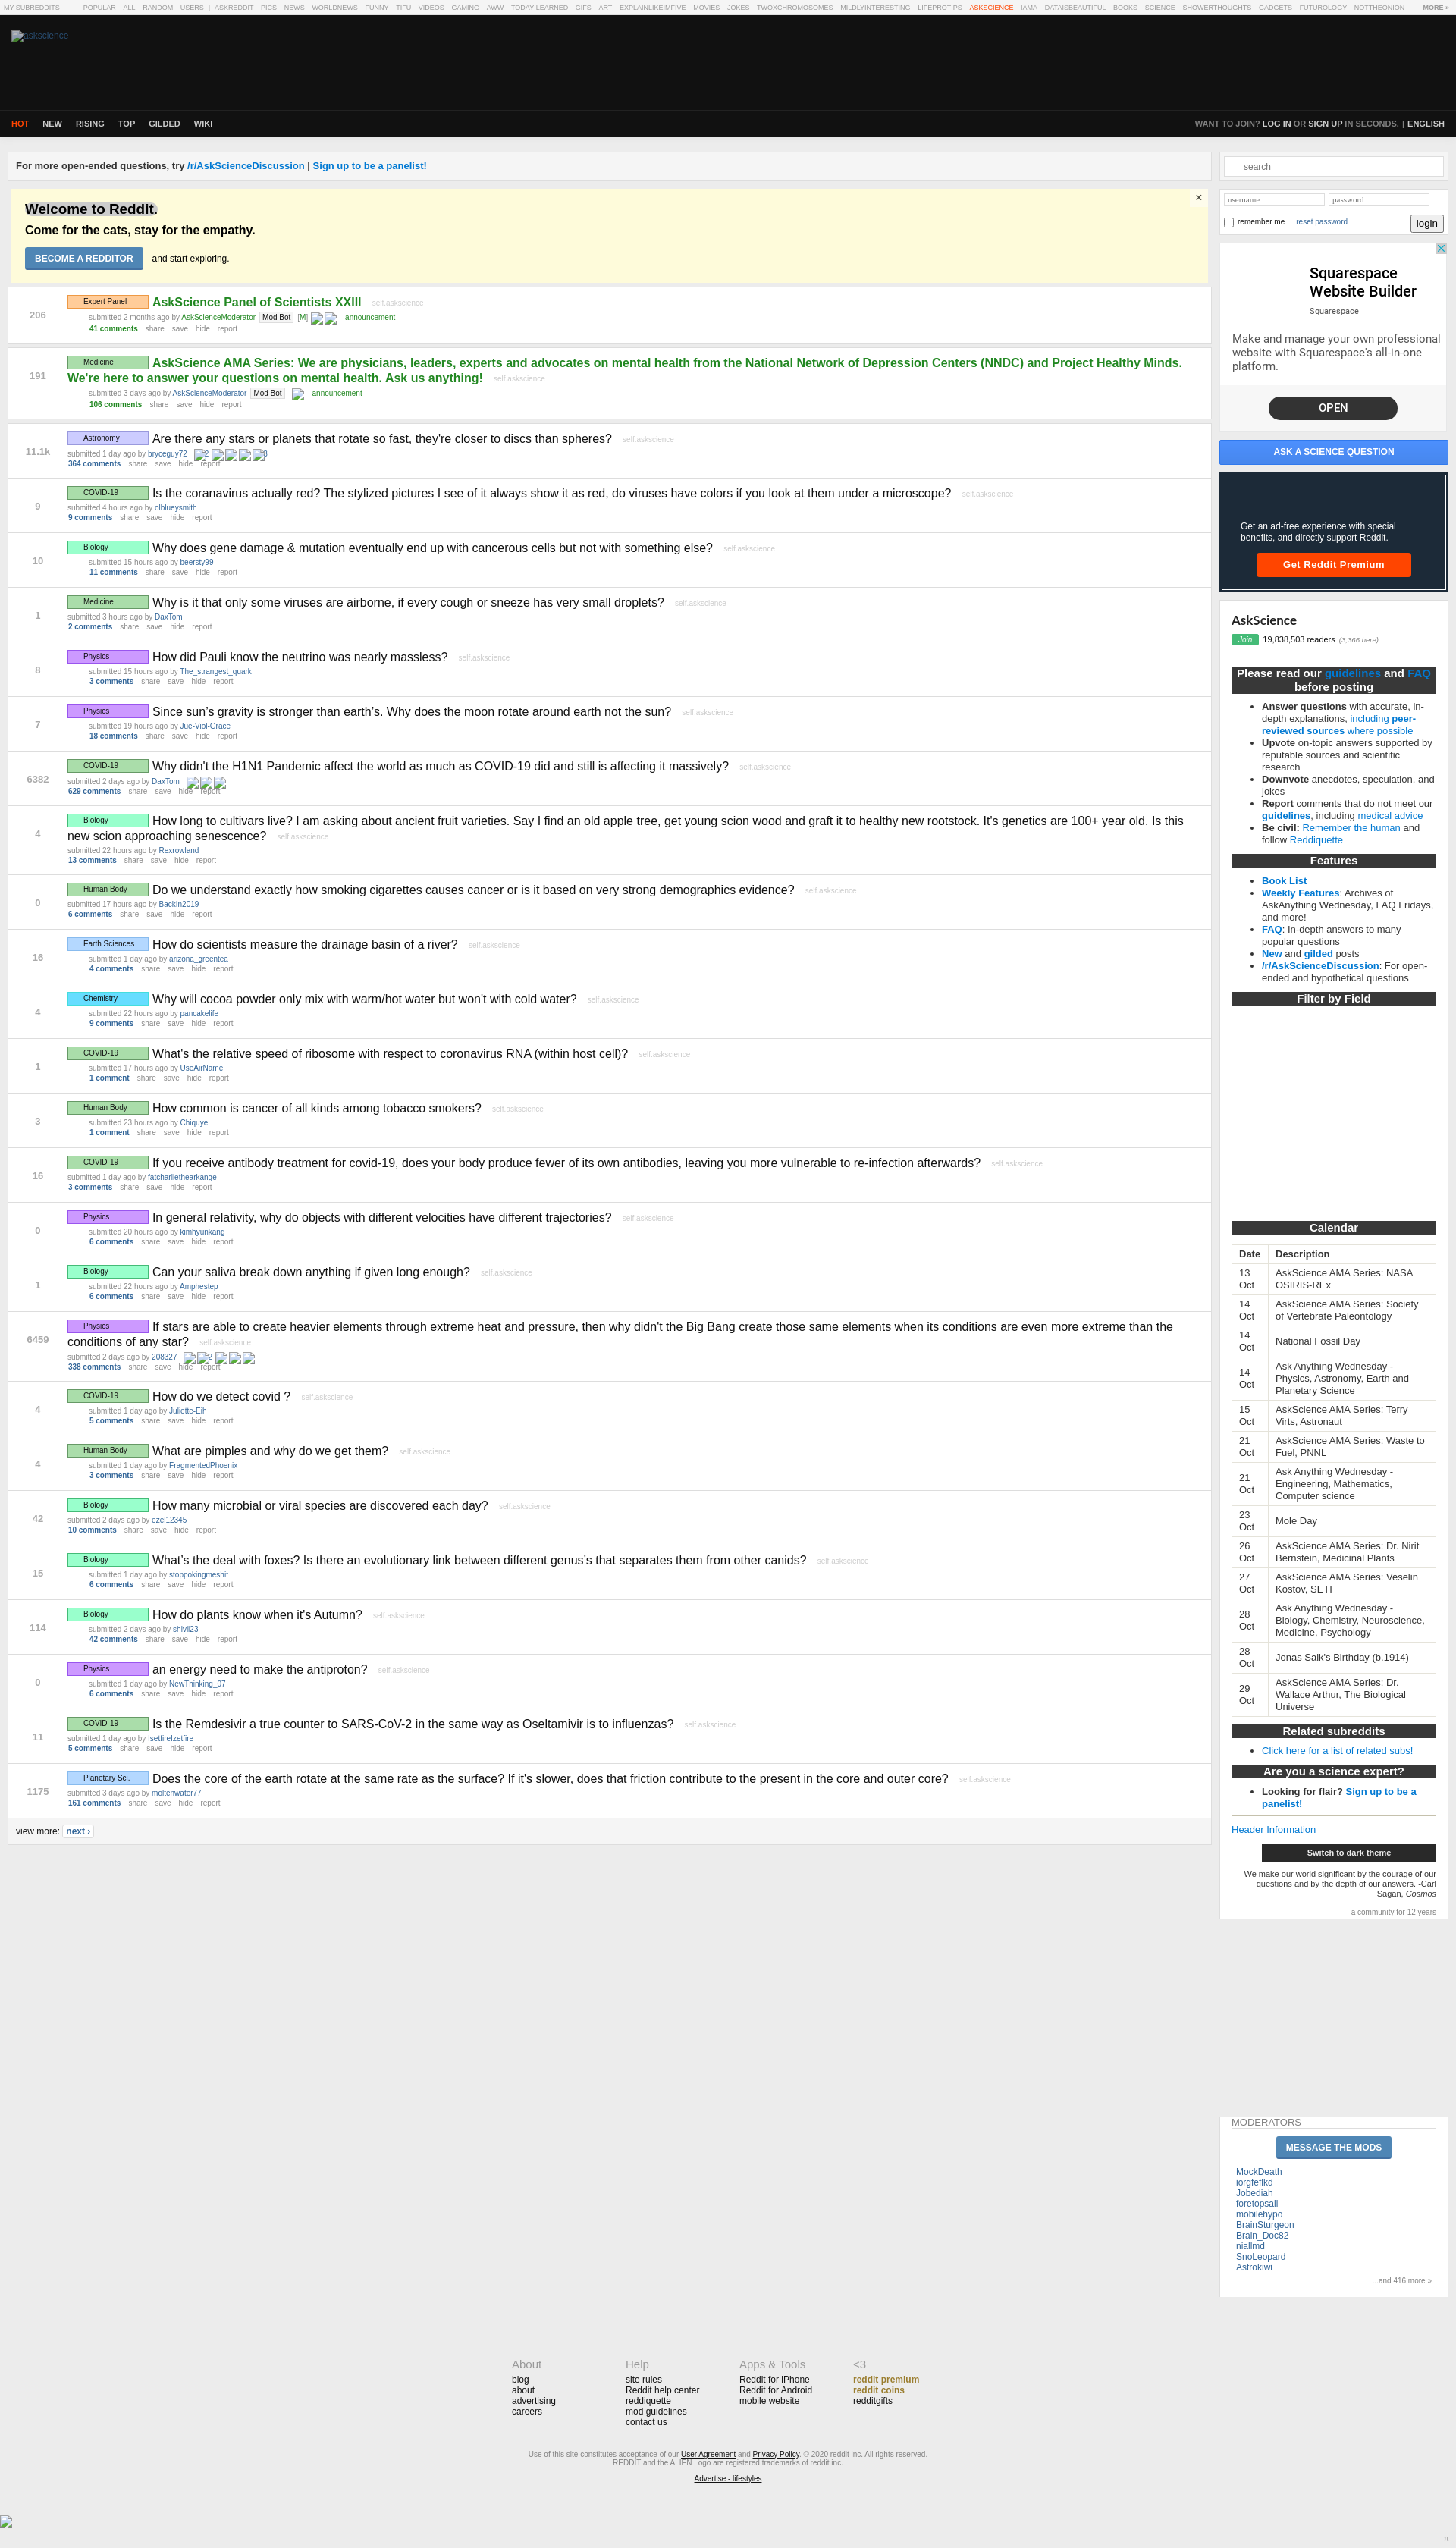 MY SUBREDDITS POPULAR - ALL - RANDOM - USERS | ASKREDDIT - PICS - NEWS - WORLDNEWS - FUNNY - TIFU - VIDEOS - GAMING - AWW - TODAYILEARNED - GIFS - ART - EXPLAINLIKEIMFIVE - MOVIES - JOKES - TWOXCHROMOSOMES - MILDLYINTERESTING - LIFEPROTIPS - ASKSCIENCE - IAMA - DATAISBEAUTIFUL - BOOKS - SCIENCE - SHOWERTHOUGHTS - GADGETS - FUTUROLOGY - NOTTHEONION - MORE »
askscience
HOT NEW RISING TOP GILDED WIKI
WANT TO JOIN? LOG IN OR SIGN UP IN SECONDS. | ENGLISH
For more open-ended questions, try /r/AskScienceDiscussion | Sign up to be a panelist!
Welcome to Reddit.
×
Come for the cats, stay for the empathy.
BECOME A REDDITOR and start exploring.
206
Expert Panel AskScience Panel of Scientists XXIII self.askscience
submitted 2 months ago by AskScienceModerator Mod Bot [M] - announcement
41 comments share save hide report
191
Medicine AskScience AMA Series: We are physicians, leaders, experts and advocates on mental health from the National Network of Depression Centers (NNDC) and Project Healthy Minds.
We're here to answer your questions on mental health. Ask us anything! self.askscience
submitted 3 days ago by AskScienceModerator Mod Bot - announcement
106 comments share save hide report
11.1k
Astronomy Are there any stars or planets that rotate so fast, they're closer to discs than spheres? self.askscience
submitted 1 day ago by bryceguy72 2 3
364 comments share save hide report
9
COVID-19 Is the coranavirus actually red? The stylized pictures I see of it always show it as red, do viruses have colors if you look at them under a microscope? self.askscience
submitted 4 hours ago by olblueysmith
9 comments share save hide report
10
Biology Why does gene damage & mutation eventually end up with cancerous cells but not with something else? self.askscience
submitted 15 hours ago by beersty99
11 comments share save hide report
1
Medicine Why is it that only some viruses are airborne, if every cough or sneeze has very small droplets? self.askscience
submitted 3 hours ago by DaxTom
2 comments share save hide report
8
Physics How did Pauli know the neutrino was nearly massless? self.askscience
submitted 15 hours ago by The_strangest_quark
3 comments share save hide report
7
Physics Since sun’s gravity is stronger than earth’s. Why does the moon rotate around earth not the sun? self.askscience
submitted 19 hours ago by Jue-Viol-Grace
18 comments share save hide report
6382
COVID-19 Why didn't the H1N1 Pandemic affect the world as much as COVID-19 did and still is affecting it massively? self.askscience
submitted 2 days ago by DaxTom
629 comments share save hide report
4
Biology How long to cultivars live? I am asking about ancient fruit varieties. Say I find an old apple tree, get young scion wood and graft it to healthy new rootstock. It's genetics are 100+ year old. Is this
new scion approaching senescence? self.askscience
submitted 22 hours ago by Rexrowland
13 comments share save hide report
0
Human Body Do we understand exactly how smoking cigarettes causes cancer or is it based on very strong demographics evidence? self.askscience
submitted 17 hours ago by BackIn2019
6 comments share save hide report
16
Earth Sciences How do scientists measure the drainage basin of a river? self.askscience
submitted 1 day ago by arizona_greentea
4 comments share save hide report
4
Chemistry Why will cocoa powder only mix with warm/hot water but won't with cold water? self.askscience
submitted 22 hours ago by pancakelife
9 comments share save hide report
1
COVID-19 What's the relative speed of ribosome with respect to coronavirus RNA (within host cell)? self.askscience
submitted 17 hours ago by UseAirName
1 comment share save hide report
3
Human Body How common is cancer of all kinds among tobacco smokers? self.askscience
submitted 23 hours ago by Chiquye
1 comment share save hide report
16
COVID-19 If you receive antibody treatment for covid-19, does your body produce fewer of its own antibodies, leaving you more vulnerable to re-infection afterwards? self.askscience
submitted 1 day ago by fatcharliethearkange
3 comments share save hide report
0
Physics In general relativity, why do objects with different velocities have different trajectories? self.askscience
submitted 20 hours ago by kimhyunkang
6 comments share save hide report
1
Biology Can your saliva break down anything if given long enough? self.askscience
submitted 22 hours ago by Amphestep
6 comments share save hide report
6459
Physics If stars are able to create heavier elements through extreme heat and pressure, then why didn't the Big Bang create those same elements when its conditions are even more extreme than the
conditions of any star? self.askscience
submitted 2 days ago by 208327 2
338 comments share save hide report
4
COVID-19 How do we detect covid ? self.askscience
submitted 1 day ago by Juliette-Eih
5 comments share save hide report
4
Human Body What are pimples and why do we get them? self.askscience
submitted 1 day ago by FragmentedPhoenix
3 comments share save hide report
42
Biology How many microbial or viral species are discovered each day? self.askscience
submitted 2 days ago by ezel12345
10 comments share save hide report
15
Biology What’s the deal with foxes? Is there an evolutionary link between different genus’s that separates them from other canids? self.askscience
submitted 1 day ago by stoppokingmeshit
6 comments share save hide report
114
Biology How do plants know when it's Autumn? self.askscience
submitted 2 days ago by shivii23
42 comments share save hide report
0
Physics an energy need to make the antiproton? self.askscience
submitted 1 day ago by NewThinking_07
6 comments share save hide report
11
COVID-19 Is the Remdesivir a true counter to SARS-CoV-2 in the same way as Oseltamivir is to influenzas? self.askscience
submitted 1 day ago by Isetfirelzetfire
5 comments share save hide report
1175
Planetary Sci. Does the core of the earth rotate at the same rate as the surface? If it's slower, does that friction contribute to the present in the core and outer core? self.askscience
submitted 3 days ago by moltenwater77
161 comments share save hide report
view more: next ›
search
username password
remember me reset password login
Squarespace
Website Builder
Squarespace
Make and manage your own professional
website with Squarespace's all-in-one
platform.
OPEN
ASK A SCIENCE QUESTION
Get an ad-free experience with special
benefits, and directly support Reddit.
Get Reddit Premium
AskScience
Join 19,838,503 readers (3,366 here)
Please read our guidelines and FAQ
before posting
Answer questions with accurate, in-
depth explanations, including peer-
reviewed sources where possible
Upvote on-topic answers supported by
reputable sources and scientific
research
Downvote anecdotes, speculation, and
jokes
Report comments that do not meet our
guidelines, including medical advice
Be civil: Remember the human and
follow Reddiquette
Features
Book List
Weekly Features: Archives of
AskAnything Wednesday, FAQ Fridays,
and more!
FAQ: In-depth answers to many
popular questions
New and gilded posts
/r/AskScienceDiscussion: For open-
ended and hypothetical questions
Filter by Field
Calendar
Date Description
13 Oct AskScience AMA Series: NASA
OSIRIS-REx
14 Oct AskScience AMA Series: Society
of Vertebrate Paleontology
14 Oct National Fossil Day
14 Oct Ask Anything Wednesday -
Physics, Astronomy, Earth and
Planetary Science
15 Oct AskScience AMA Series: Terry
Virts, Astronaut
21 Oct AskScience AMA Series: Waste to
Fuel, PNNL
21 Oct Ask Anything Wednesday -
Engineering, Mathematics,
Computer science
23 Oct Mole Day
26 Oct AskScience AMA Series: Dr. Nirit
Bernstein, Medicinal Plants
27 Oct AskScience AMA Series: Veselin
Kostov, SETI
28 Oct Ask Anything Wednesday -
Biology, Chemistry, Neuroscience,
Medicine, Psychology
28 Oct Jonas Salk's Birthday (b.1914)
29 Oct AskScience AMA Series: Dr.
Wallace Arthur, The Biological
Universe
Related subreddits
Click here for a list of related subs!
Are you a science expert?
Looking for flair? Sign up to be a
panelist!
Header Information
Switch to dark theme
We make our world significant by the courage of our
questions and by the depth of our answers. -Carl
Sagan, Cosmos
a community for 12 years
MODERATORS
MESSAGE THE MODS
MockDeath
iorgfeflkd
Jobediah
foretopsail
mobilehypo
BrainSturgeon
Brain_Doc82
niallmd
SnoLeopard
Astrokiwi
...and 416 more »
About
blog
about
advertising
careers
Help
site rules
Reddit help center
reddiquette
mod guidelines
contact us
Apps & Tools
Reddit for iPhone
Reddit for Android
mobile website
<3
reddit premium
reddit coins
redditgifts
Use of this site constitutes acceptance of our User Agreement and Privacy Policy. © 2020 reddit inc. All rights reserved.
REDDIT and the ALIEN Logo are registered trademarks of reddit inc.
Advertise - lifestyles
π